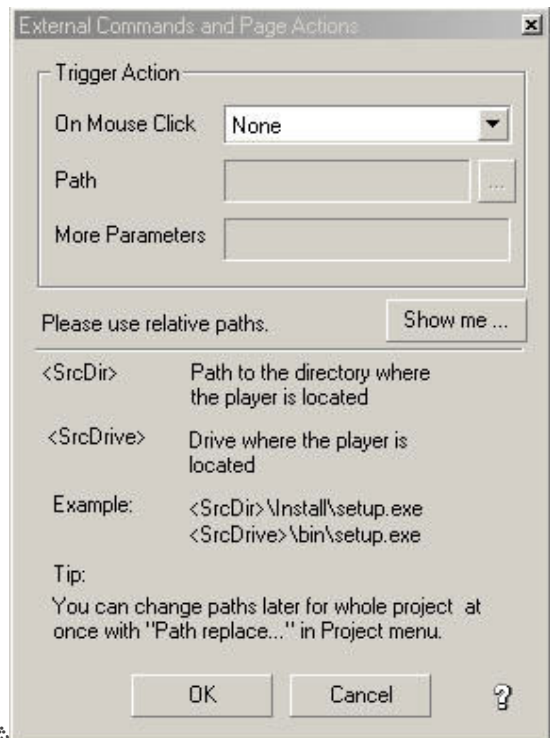 External Commands and Page Actions
Trigger Action
On Mouse Click None
Path ...
More Parameters
Please use relative paths. Show me ...
<SrcDir> Path to the directory where
the player is located
<SrcDrive> Drive where the player is
located
Example: <SrcDir>\Install\setup.exe
<SrcDrive>\bin\setup.exe
Tip:
You can change paths later for whole project at
once with "Path replace..." in Project menu.
OK Cancel ?